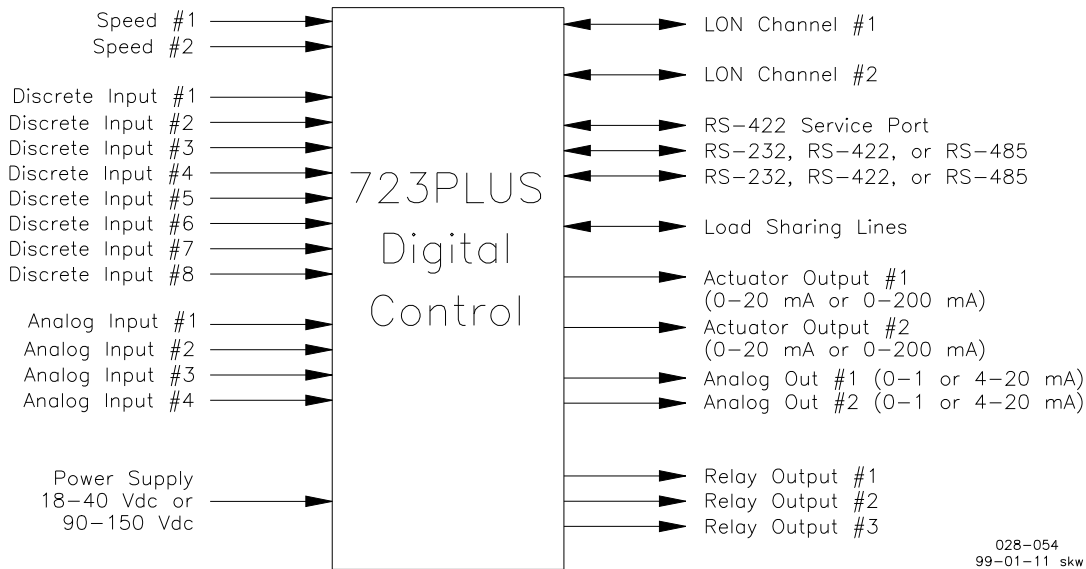 Speed #1
Speed #2
Discrete Input #1
Discrete Input #2
Discrete Input #3
Discrete Input #4
Discrete Input #5
Discrete Input #6
Discrete Input #7
Discrete Input #8
Analog Input #1
Analog Input #2
Analog Input #3
Analog Input #4
Power Supply
18-40 Vdc or
90-150 Vdc
723PLUS
Digital
Control
LON Channel #1
LON Channel #2
RS-422 Service Port
RS-232, RS-422, or RS-485
RS-232, RS-422, or RS-485
Load Sharing Lines
Actuator Output #1
(0-20 mA or 0-200 mA)
Actuator Output #2
(0-20 mA or 0-200 mA)
Analog Out #1 (0-1 or 4-20 mA)
Analog Out #2 (0-1 or 4-20 mA)
Relay Output #1
Relay Output #2
Relay Output #3
028-054
99-01-11 skw